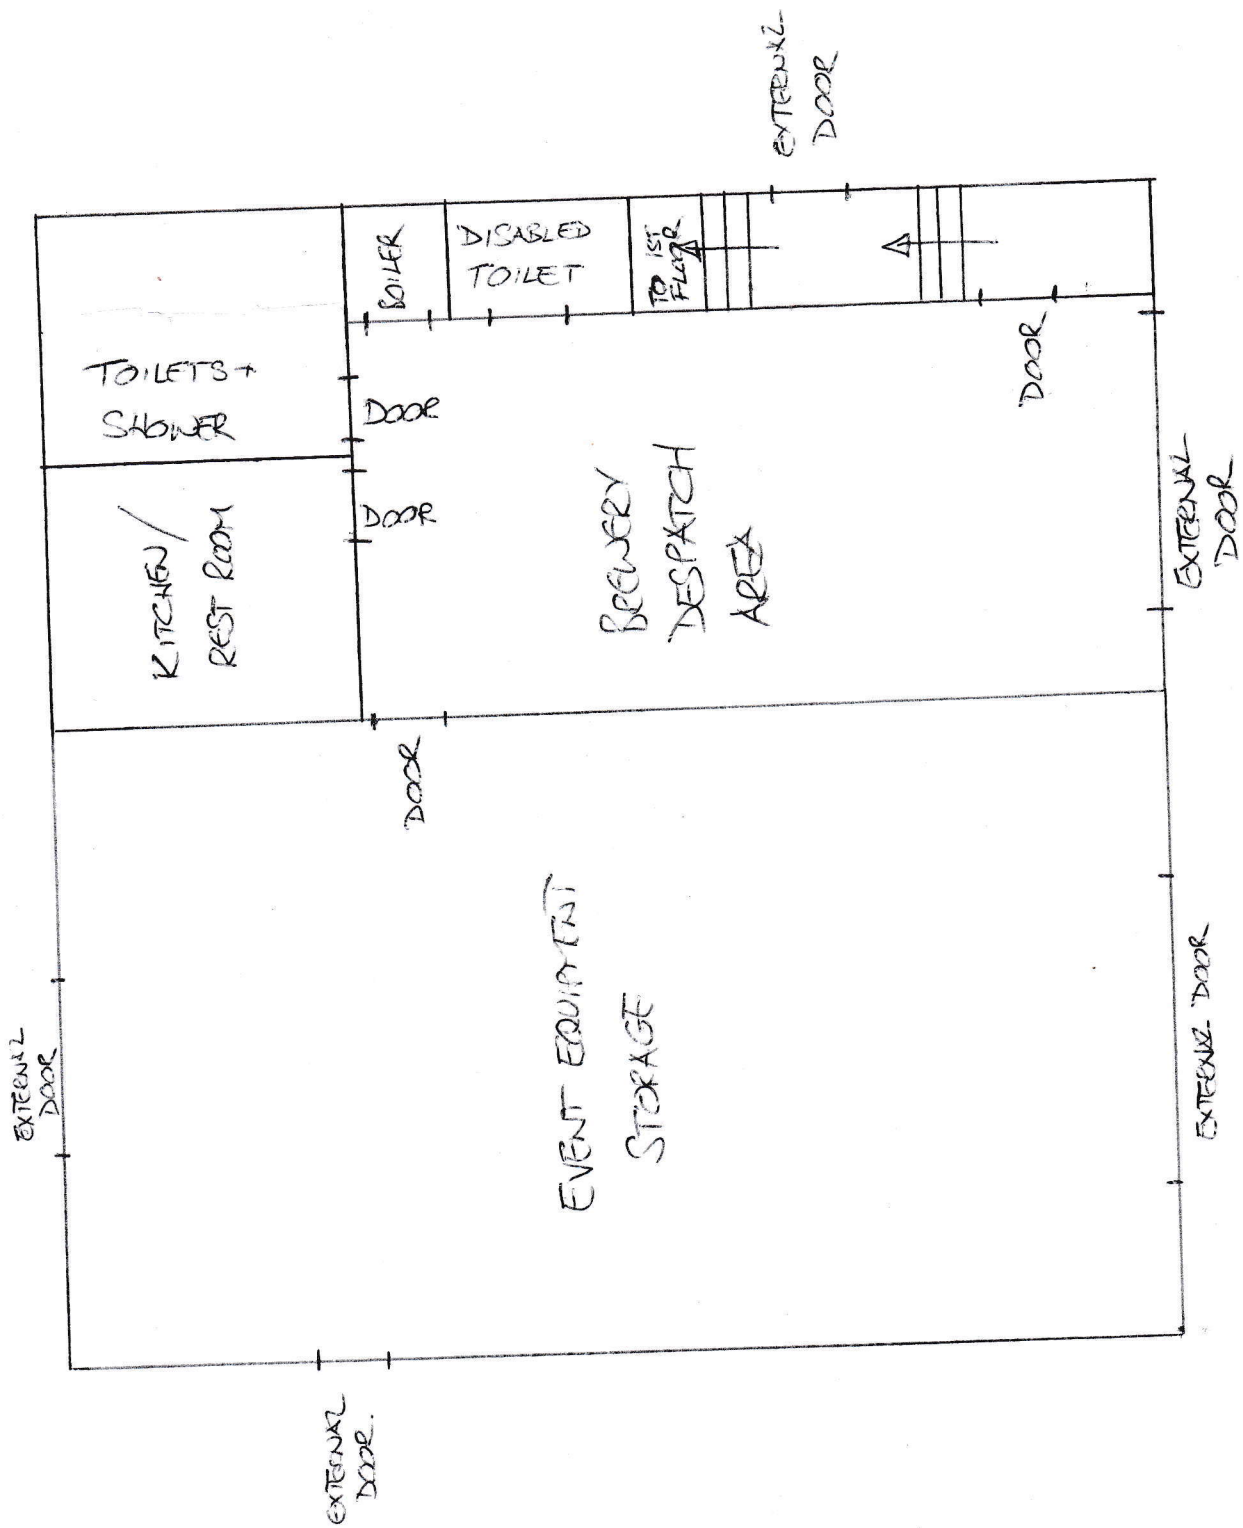 EXTERNAL
DOOR
BOILER
DISABLED
TOILET
TO 1ST
FLOOR
TOILETS +
SHOWER
DOOR
DOOR
KITCHEN /
REST ROOM
DOOR
BREWERY
DESPATCH
AREA
EXTERNAL
DOOR
DOOR
EXTERNAL
DOOR
EVENT EQUIPMENT
STORAGE
EXTERNAL DOOR
EXTERNAL
DOOR.